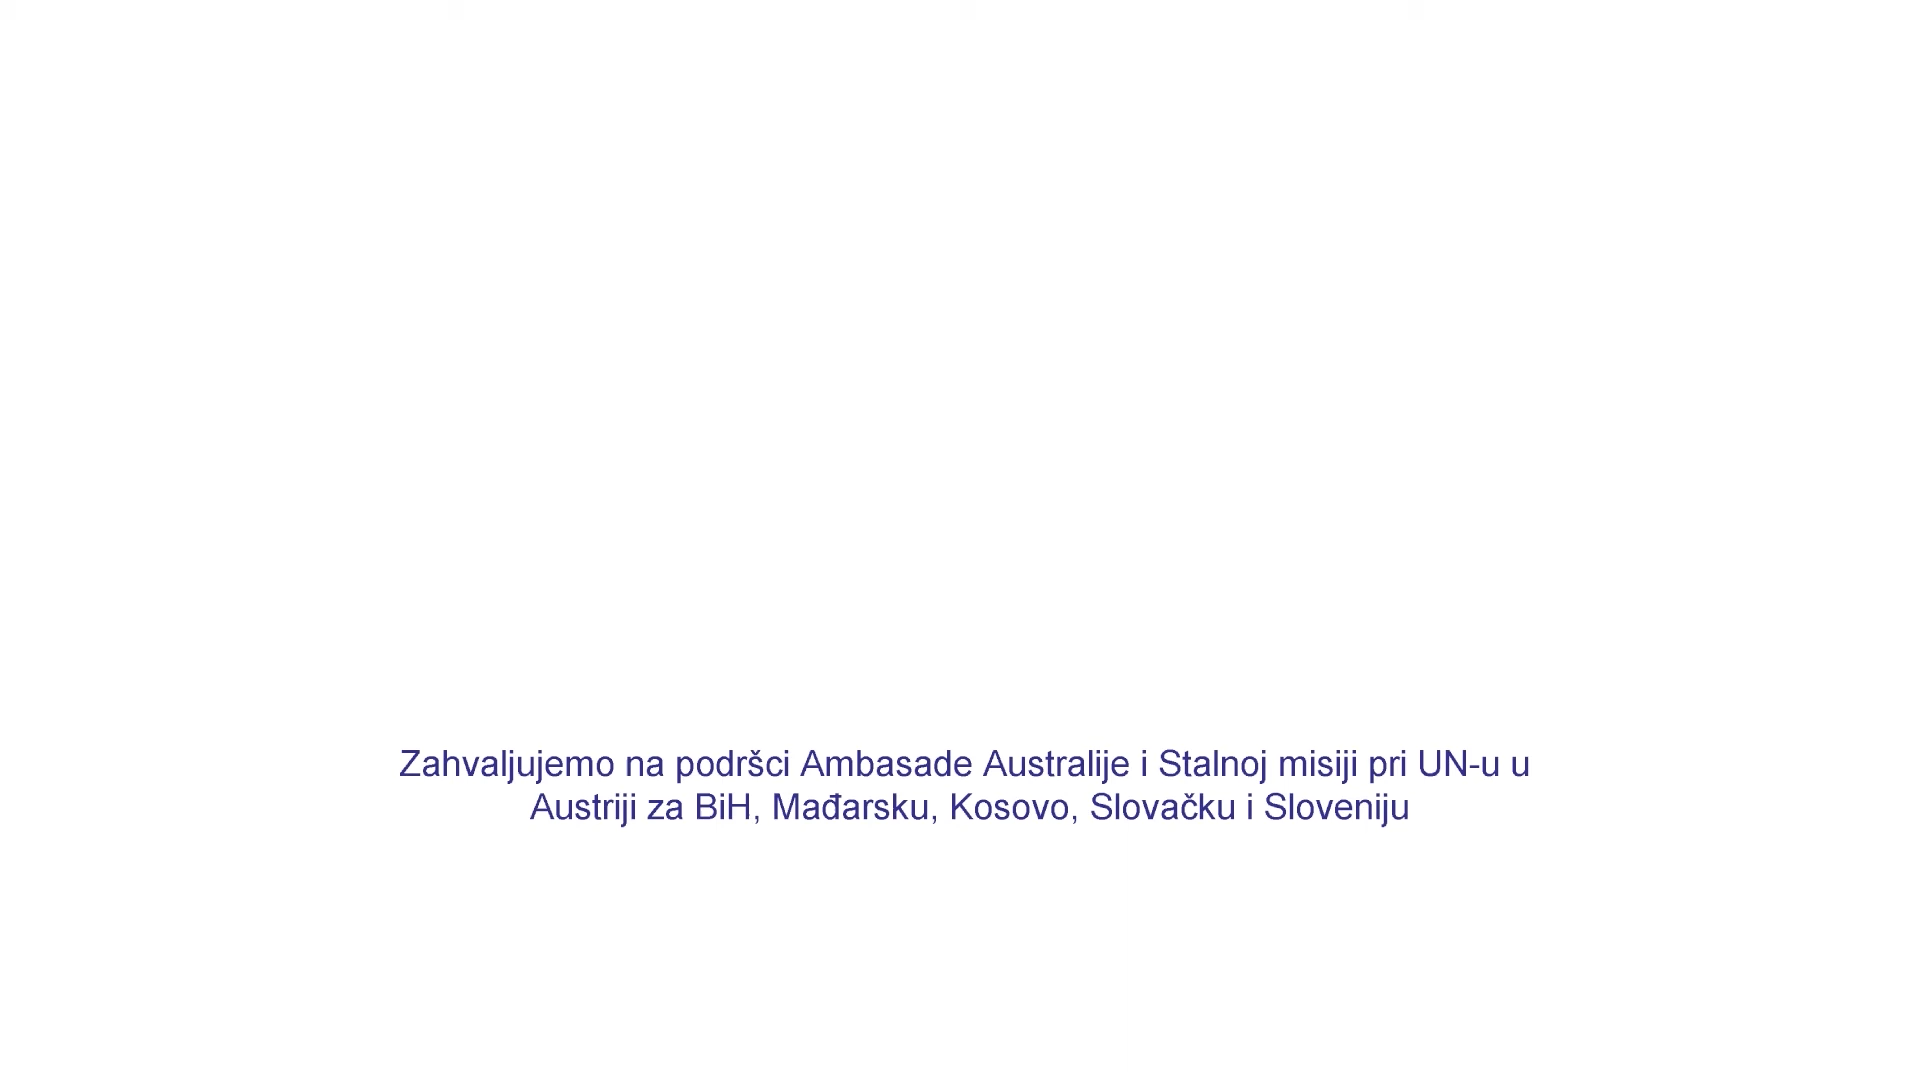 Zahvaljujemo na podršci Ambasade Australije i Stalnoj misiji pri UN-u u
Austriji za BiH, Mađarsku, Kosovo, Slovačku i Sloveniju